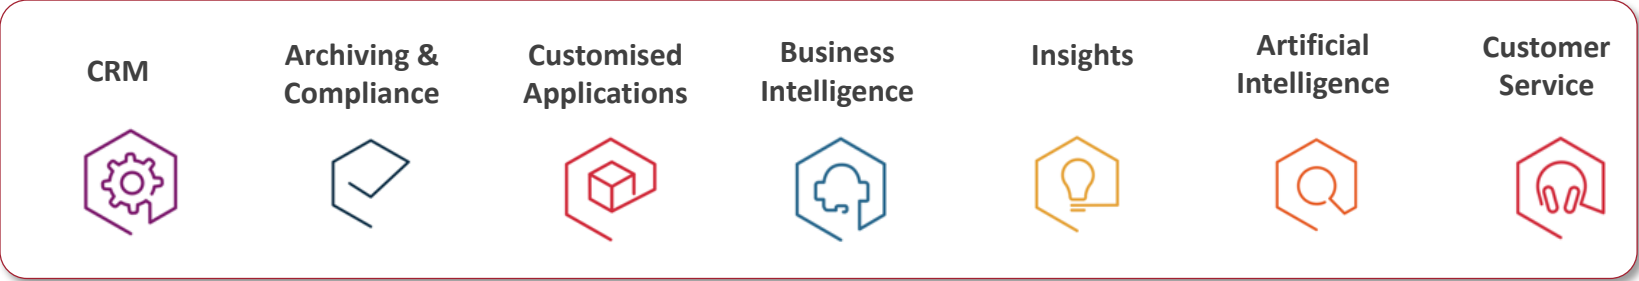 CRM
Archiving &
Compliance
Customised
Applications
Business
Intelligence
Insights
Artificial
Intelligence
Customer
Service